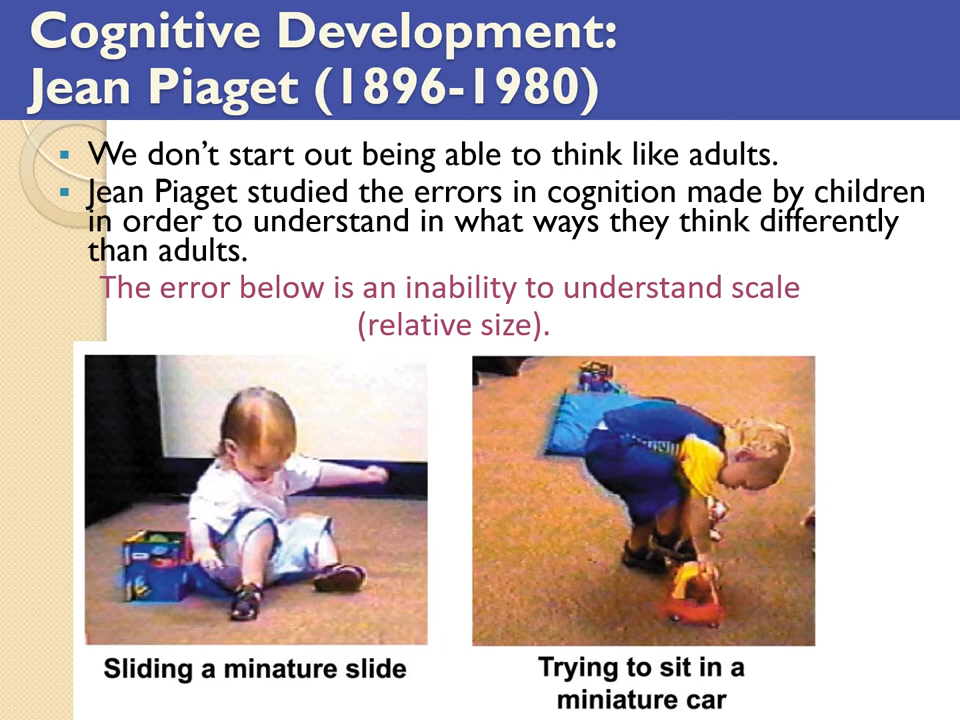 Cognitive Development:
Jean Piaget (1896-1980)
▪ We don’t start out being able to think like adults.
▪ Jean Piaget studied the errors in cognition made by children
in order to understand in what ways they think differently
than adults.
The error below is an inability to understand scale
(relative size).
Sliding a minature slide
Trying to sit in a
miniature car